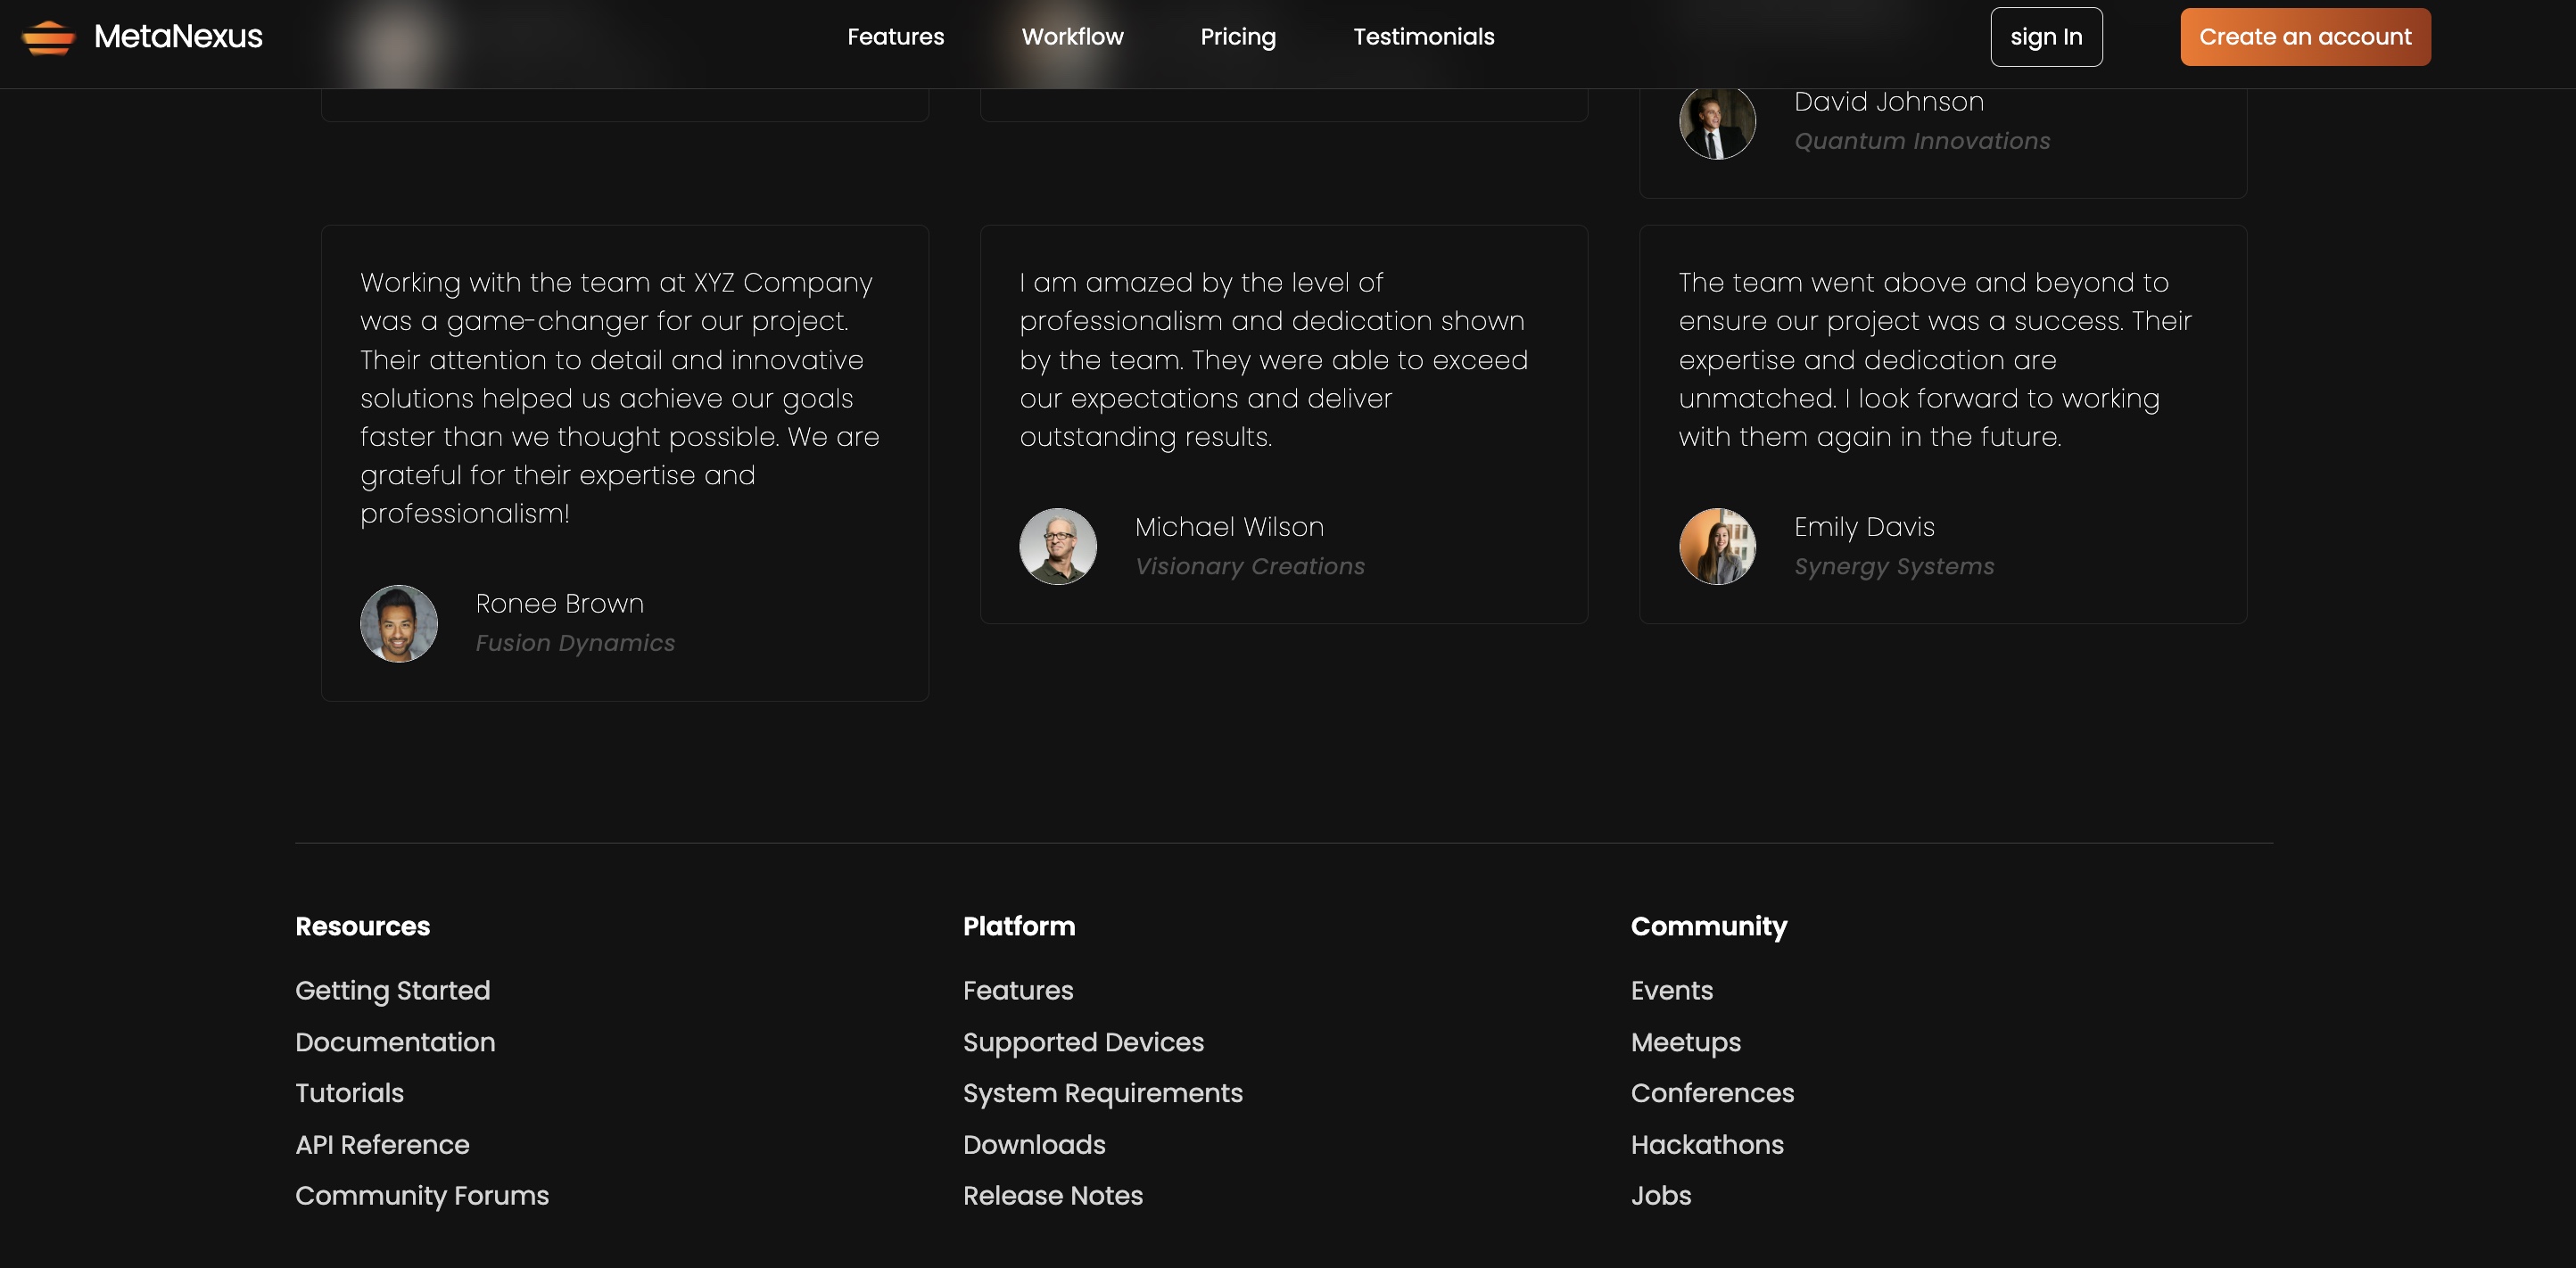 MetaNexus
Features
Workflow
Pricing
Testimonials
sign In
Create an account
David Johnson
Quantum Innovations
Working with the team at XYZ Company
was a game-changer for our project.
Their attention to detail and innovative
solutions helped us achieve our goals
faster than we thought possible. We are
grateful for their expertise and
professionalism!
Ronee Brown
Fusion Dynamics
I am amazed by the level of
professionalism and dedication shown
by the team. They were able to exceed
our expectations and deliver
outstanding results.
Michael Wilson
Visionary Creations
The team went above and beyond to
ensure our project was a success. Their
expertise and dedication are
unmatched. I look forward to working
with them again in the future.
Emily Davis
Synergy Systems
Resources
Getting Started
Documentation
Tutorials
API Reference
Community Forums
Platform
Features
Supported Devices
System Requirements
Downloads
Release Notes
Community
Events
Meetups
Conferences
Hackathons
Jobs